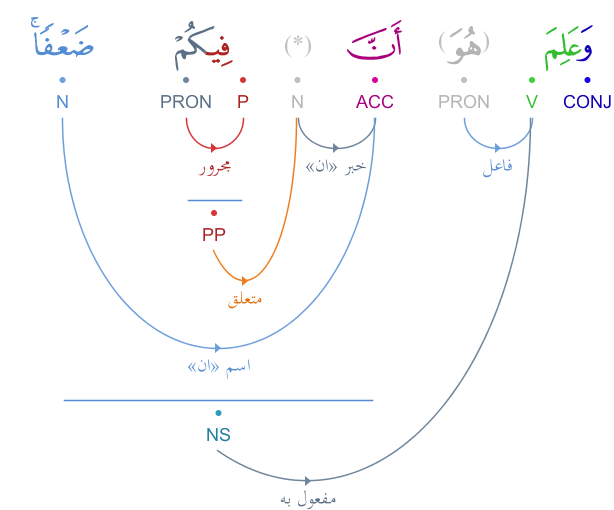 وَعَلِمَ (هُوَ) أَنَّ (*) فِيكُمْ ضَعْفًا ۚ
CONJ V PRON ACC N P PRON N
فاعل خبر «ان» مجرور
PP
متعلق
اسم «ان»
NS
مفعول به